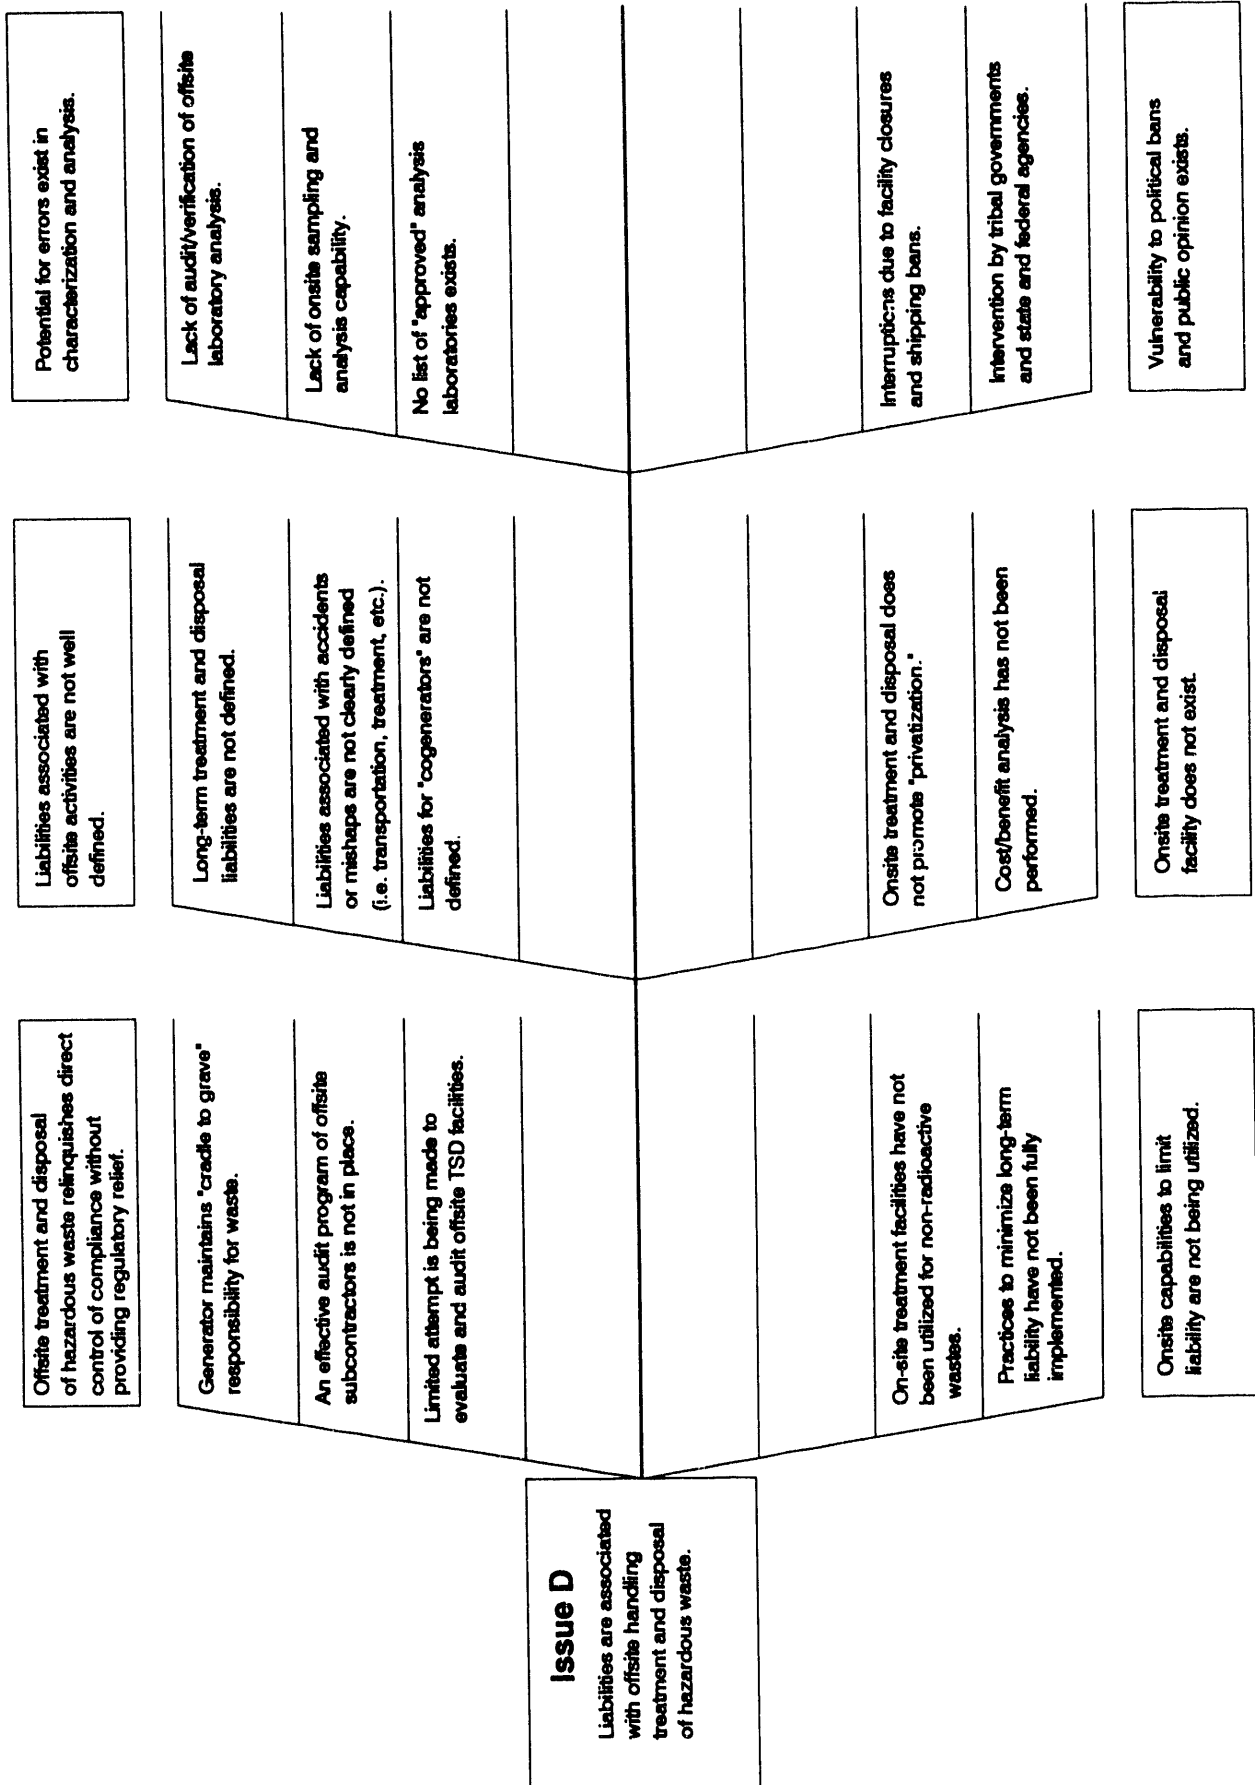 Issue D
Liabilities are associated
with offsite handling
treatment and disposal
of hazardous waste.
Offsite treatment and disposal
of hazardous waste relinquishes direct
control of compliance without
providing regulatory relief.
Generator maintains "cradle to grave"
responsibility for waste.
An effective audit program of offsite
subcontractors is not in place.
Limited attempt is being made to
evaluate and audit offsite TSD facilities.
Liabilities associated with
offsite activities are not well
defined.
Long-term treatment and disposal
liabilities are not defined.
Liabilities associated with accidents
or mishaps are not clearly defined
(i.e. transportation, treatment, etc.).
Liabilities for "cogenerators" are not
defined.
Potential for errors exist in
characterization and analysis.
Lack of audit/verification of offsite
laboratory analysis.
Lack of onsite sampling and
analysis capability.
No list of "approved" analysis
laboratories exists.
On-site treatment facilities have not
been utilized for non-radioactive
wastes.
Practices to minimize long-term
liability have not been fully
implemented.
Onsite capabilities to limit
liability are not being utilized.
Onsite treatment and disposal does
not promote "privatization."
Cost/benefit analysis has not been
performed.
Onsite treatment and disposal
facility does not exist.
Interruptions due to facility closures
and shipping bans.
Intervention by tribal governments
and state and federal agencies.
Vulnerability to political bans
and public opinion exists.